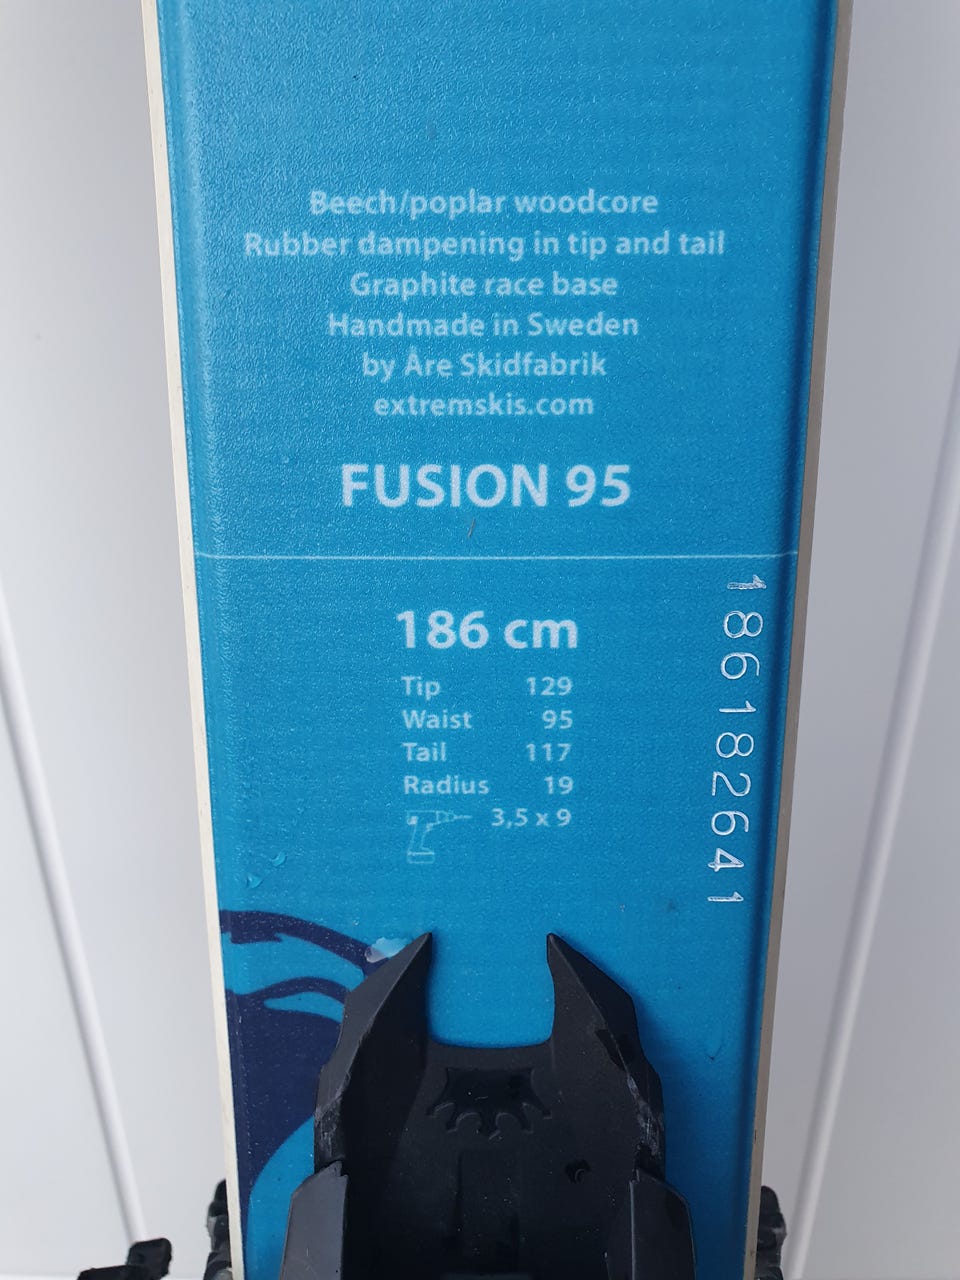 Beech/poplar woodcore
Rubber dampening in tip and tail
Graphite race base
Handmade in Sweden
by Åre Skidfabrik
extremskis.com
FUSION 95
186 cm
Tip 129
Waist 95
Tail 117
Radius 19
3,5 x 9
186182641